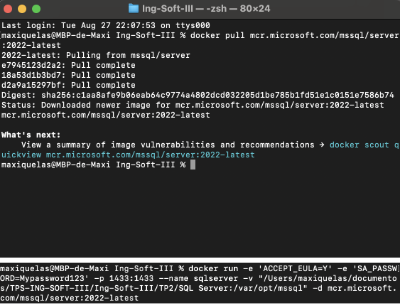 Ing-Soft-III — -zsh — 80×24
Last login: Tue Aug 27 22:07:53 on ttys000
maxiquelas@MBP-de-Maxi Ing-Soft-III % docker pull mcr.microsoft.com/mssql/server
:2022-latest
2022-latest: Pulling from mssql/server
e7945123d2a2: Pull complete
18a53d1b3bd7: Pull complete
d2a9a15297bf: Pull complete
Digest: sha256:c1aa8afe9b06eab64c9774a4802dcd032205d1be785b1fd51e1c0151e7586b74
Status: Downloaded newer image for mcr.microsoft.com/mssql/server:2022-latest
mcr.microsoft.com/mssql/server:2022-latest
What's next:
View a summary of image vulnerabilities and recommendations → docker scout q
uickview mcr.microsoft.com/mssql/server:2022-latest
maxiquelas@MBP-de-Maxi Ing-Soft-III %
maxiquelas@MBP-de-Maxi Ing-Soft-III % docker run -e 'ACCEPT_EULA=Y' -e 'SA_PASSW
ORD=Mypassword123' -p 1433:1433 --name sqlserver -v "/Users/maxiquelas/documento
s/TPS-ING-SOFT-III/Ing-Soft-III/TP2/SQL Server:/var/opt/mssql" -d mcr.microsoft.
com/mssql/server:2022-latest